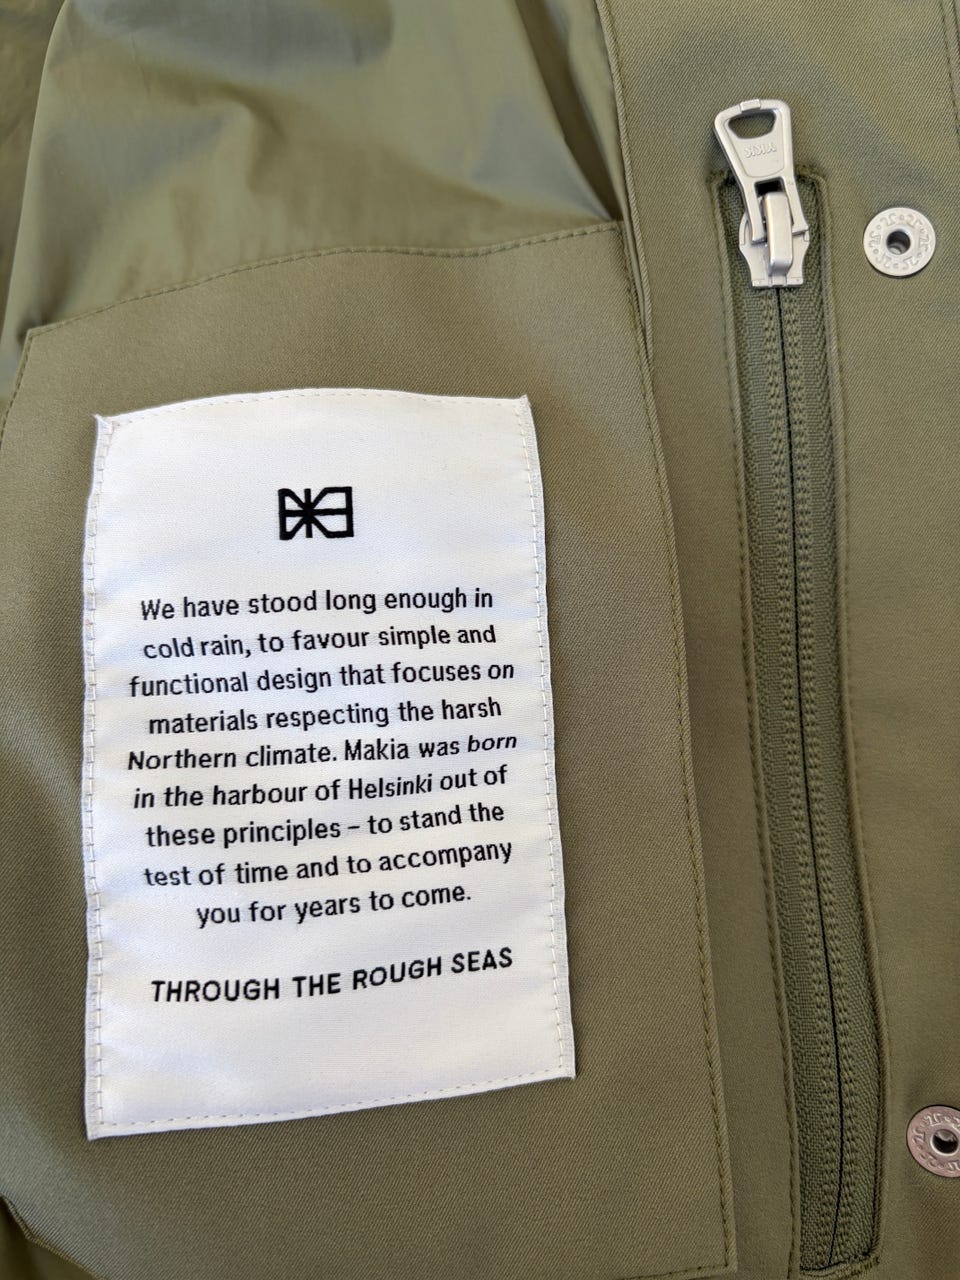 We have stood long enough in
cold rain, to favour simple and
functional design that focuses on
materials respecting the harsh
Northern climate. Makia was born
in the harbour of Helsinki out of
these principles – to stand the
test of time and to accompany
you for years to come.
THROUGH THE ROUGH SEAS